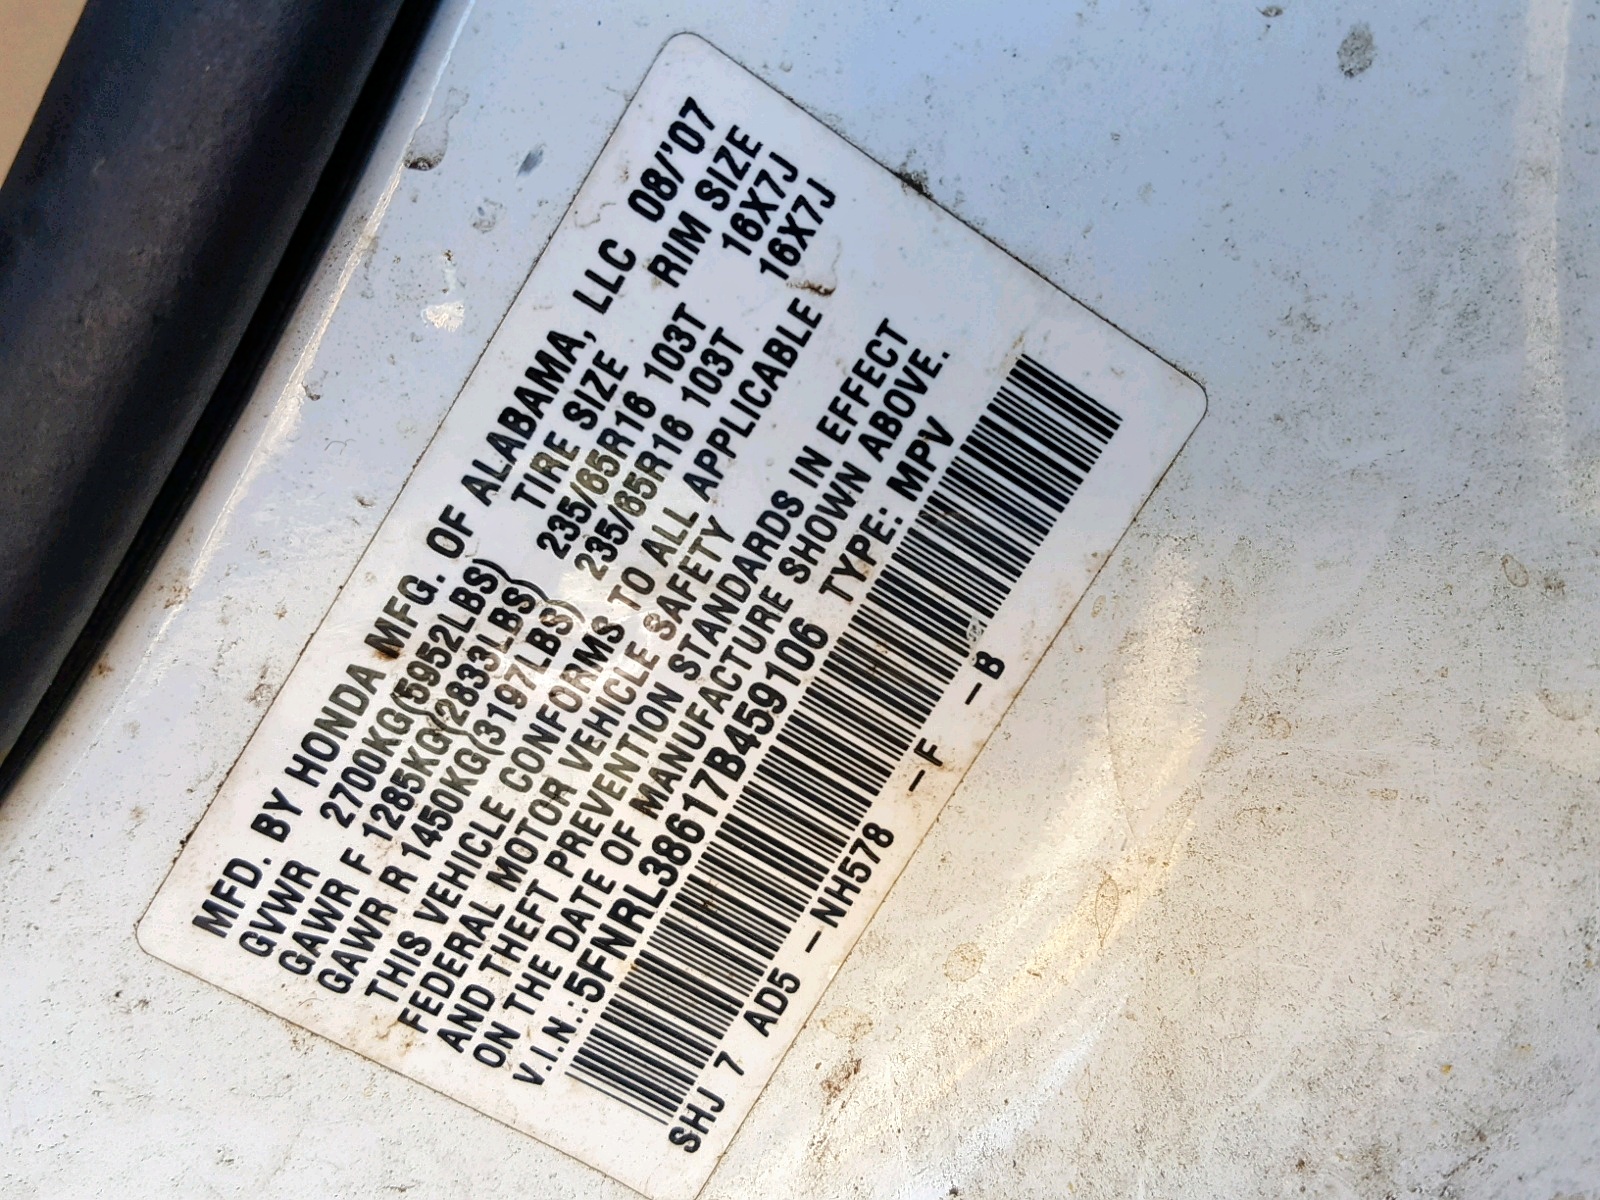 MFD. BY HONDA MFG. OF ALABAMA, LLC 08/'07
GVWR 2700KG(5952LBS) TIRE SIZE RIM SIZE
GAWR F 1285KG(2833LBS) 235/65R16 103T 16X7J
GAWR R 1450KG(3197LBS) 235/65R16 103T 16X7J
THIS VEHICLE CONFORMS TO ALL APPLICABLE
FEDERAL MOTOR VEHICLE SAFETY
AND THEFT PREVENTION STANDARDS IN EFFECT
ON THE DATE OF MANUFACTURE SHOWN ABOVE.
V.I.N.:5FNRL38617B459106 TYPE: MPV
SHJ 7 AD5 -NH578 -F -B